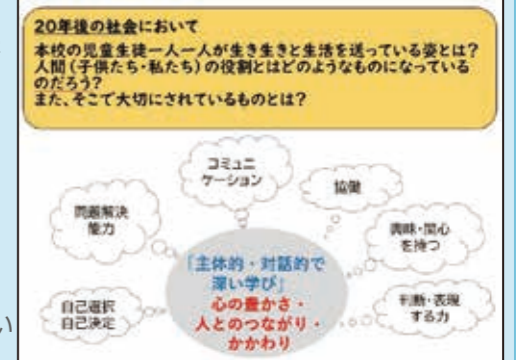 20年後の社会において
本校の児童生徒一人一人が生き生きと生活を送っている姿とは？
人間（子供たち・私たち）の役割とはどのようなものになっている
のだろう？
また、そこで大切にされているものとは？
コミュニ
ケーション
協働
問題解決
能力
興味・関心
を持つ
「主体的・対話的で
深い学び」
心の豊かさ・
人とのつながり・
かかわり
自己選択
自己決定
判断・表現
する力
い